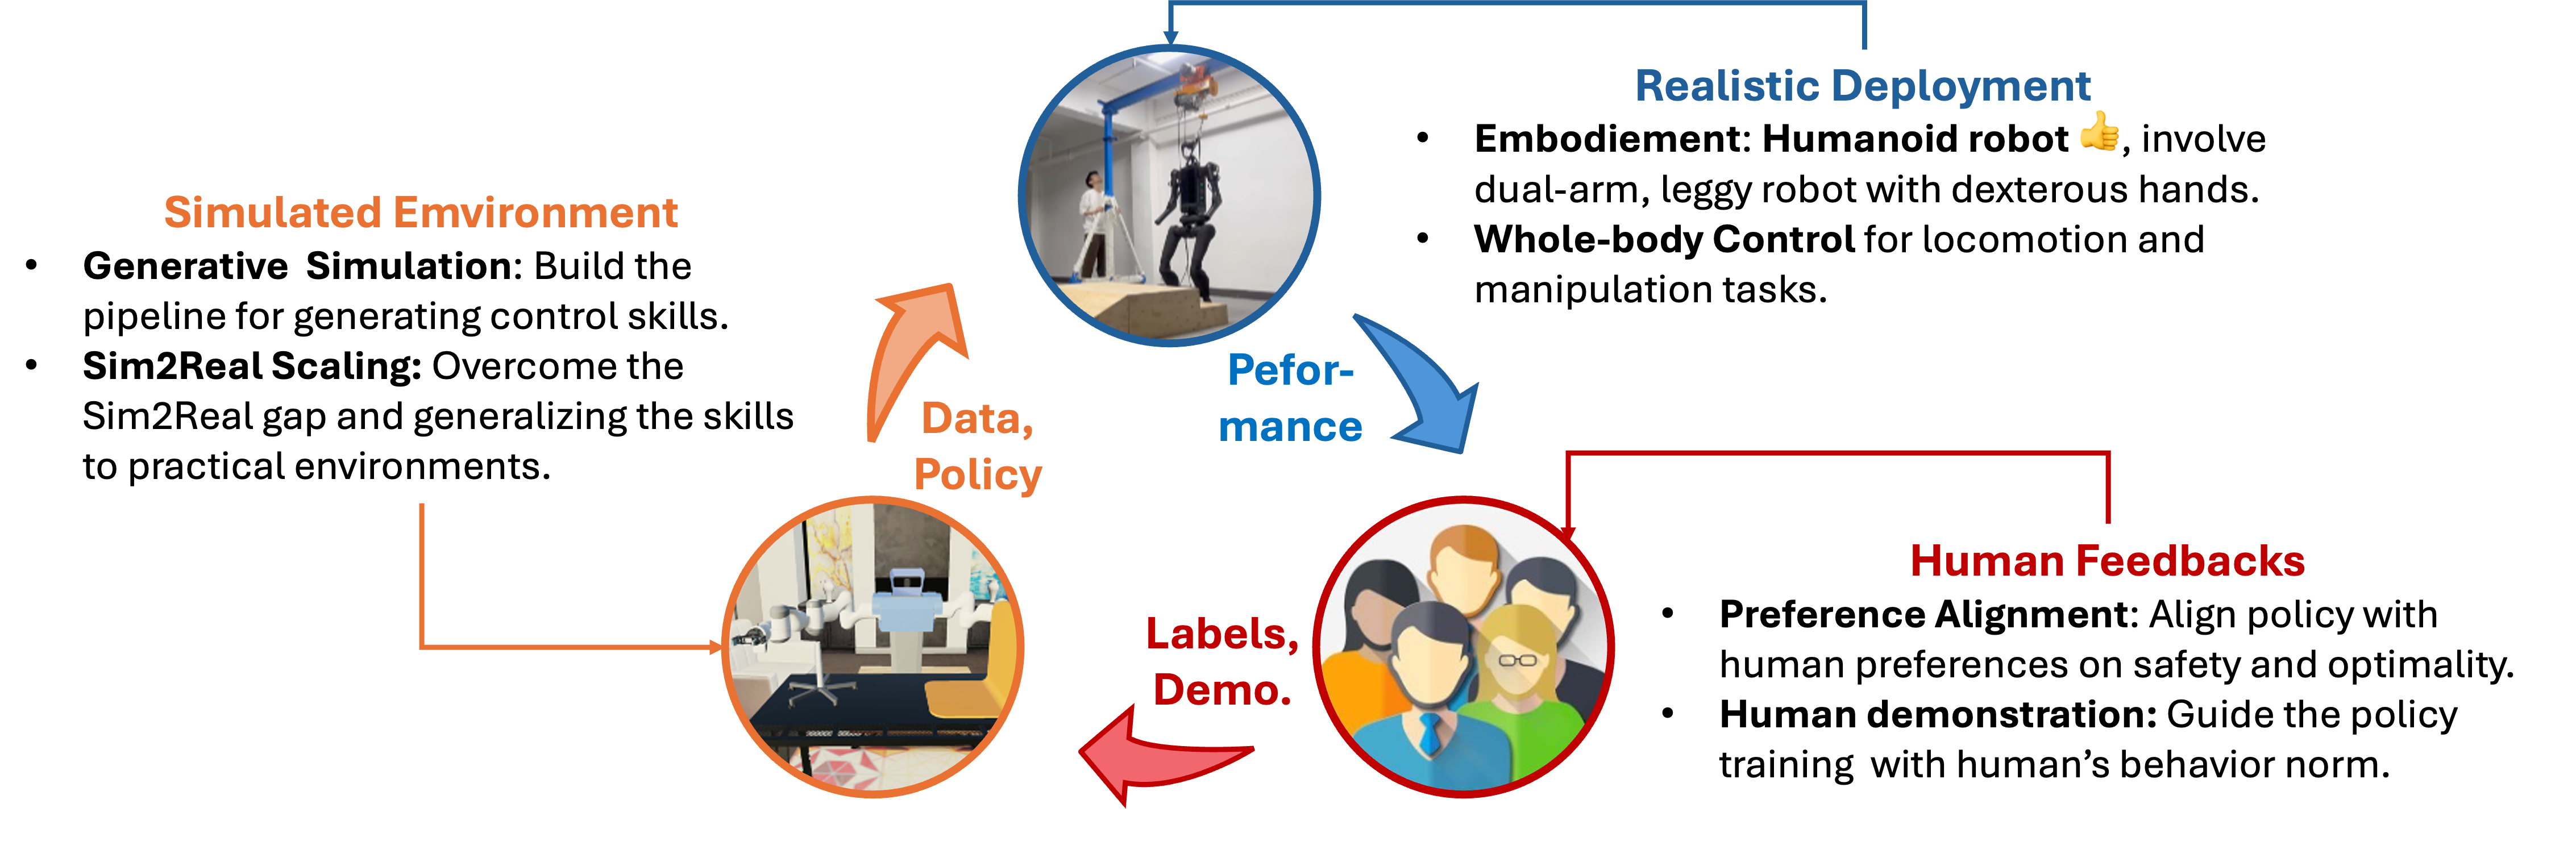 Realistic Deployment
• Embodiement: Humanoid robot 👍, involve
dual-arm, leggy robot with dexterous hands.
• Whole-body Control for locomotion and
manipulation tasks.
Simulated Emvironment
• Generative  Simulation: Build the
pipeline for generating control skills.
• Sim2Real Scaling: Overcome the
Sim2Real gap and generalizing the skills
to practical environments.
Data,
Policy
Pefor-
mance
Labels,
Demo.
Human Feedbacks
• Preference Alignment: Align policy with
human preferences on safety and optimality.
• Human demonstration: Guide the policy
training  with human’s behavior norm.